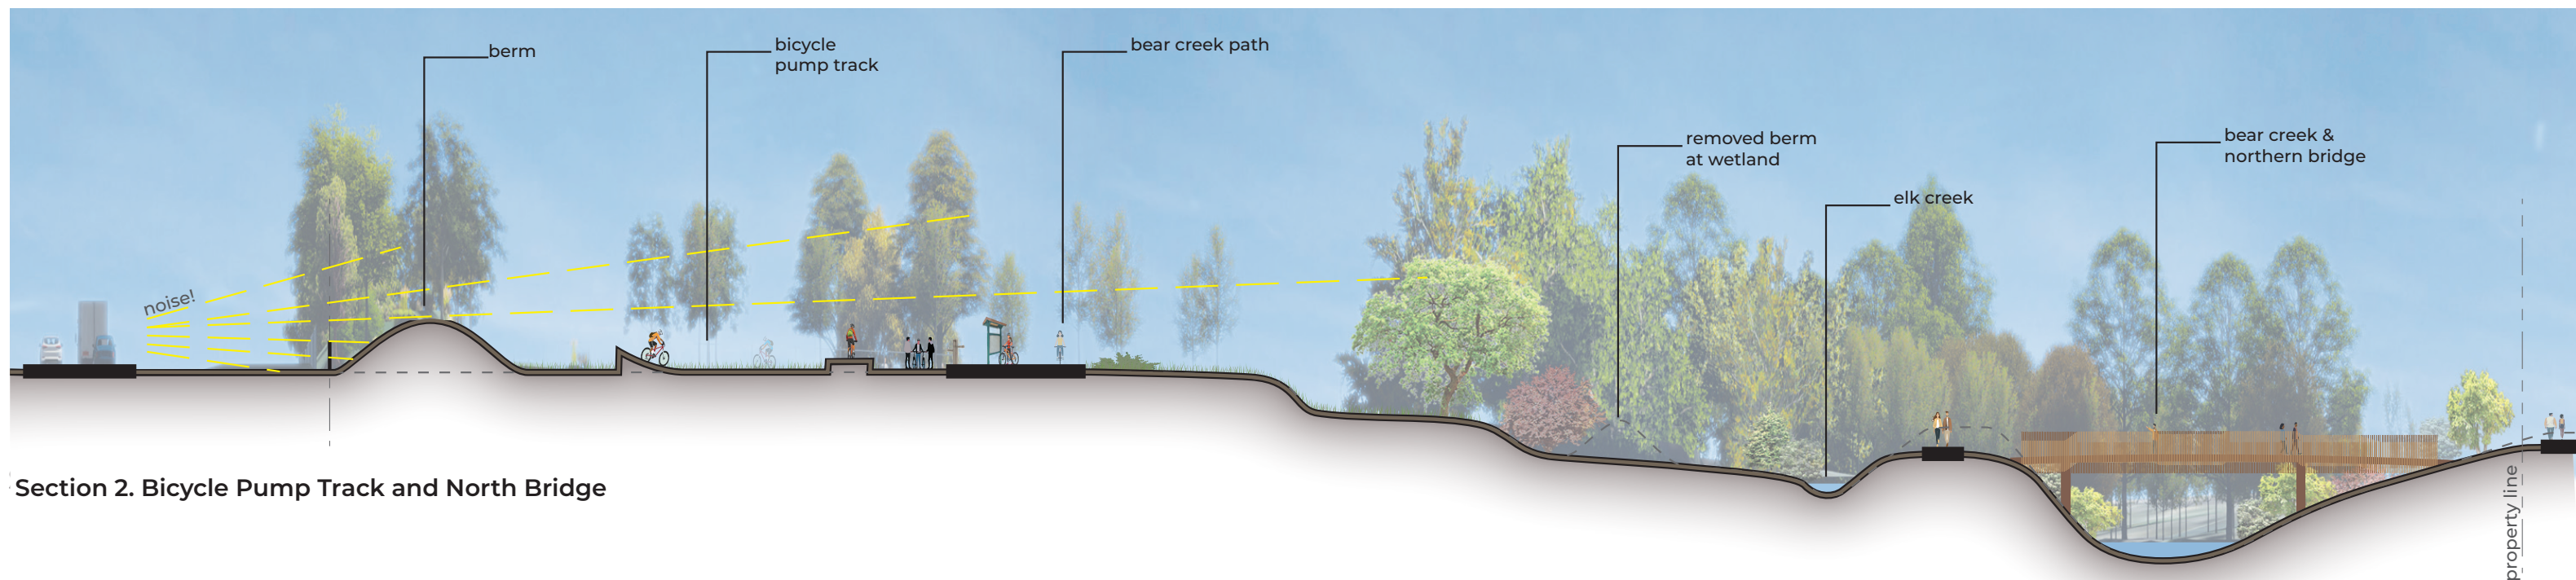 berm
bicycle
pump track
bear creek path
removed berm
at wetland
elk creek
bear creek &
northern bridge
noise!
property line
Section 2. Bicycle Pump Track and North Bridge